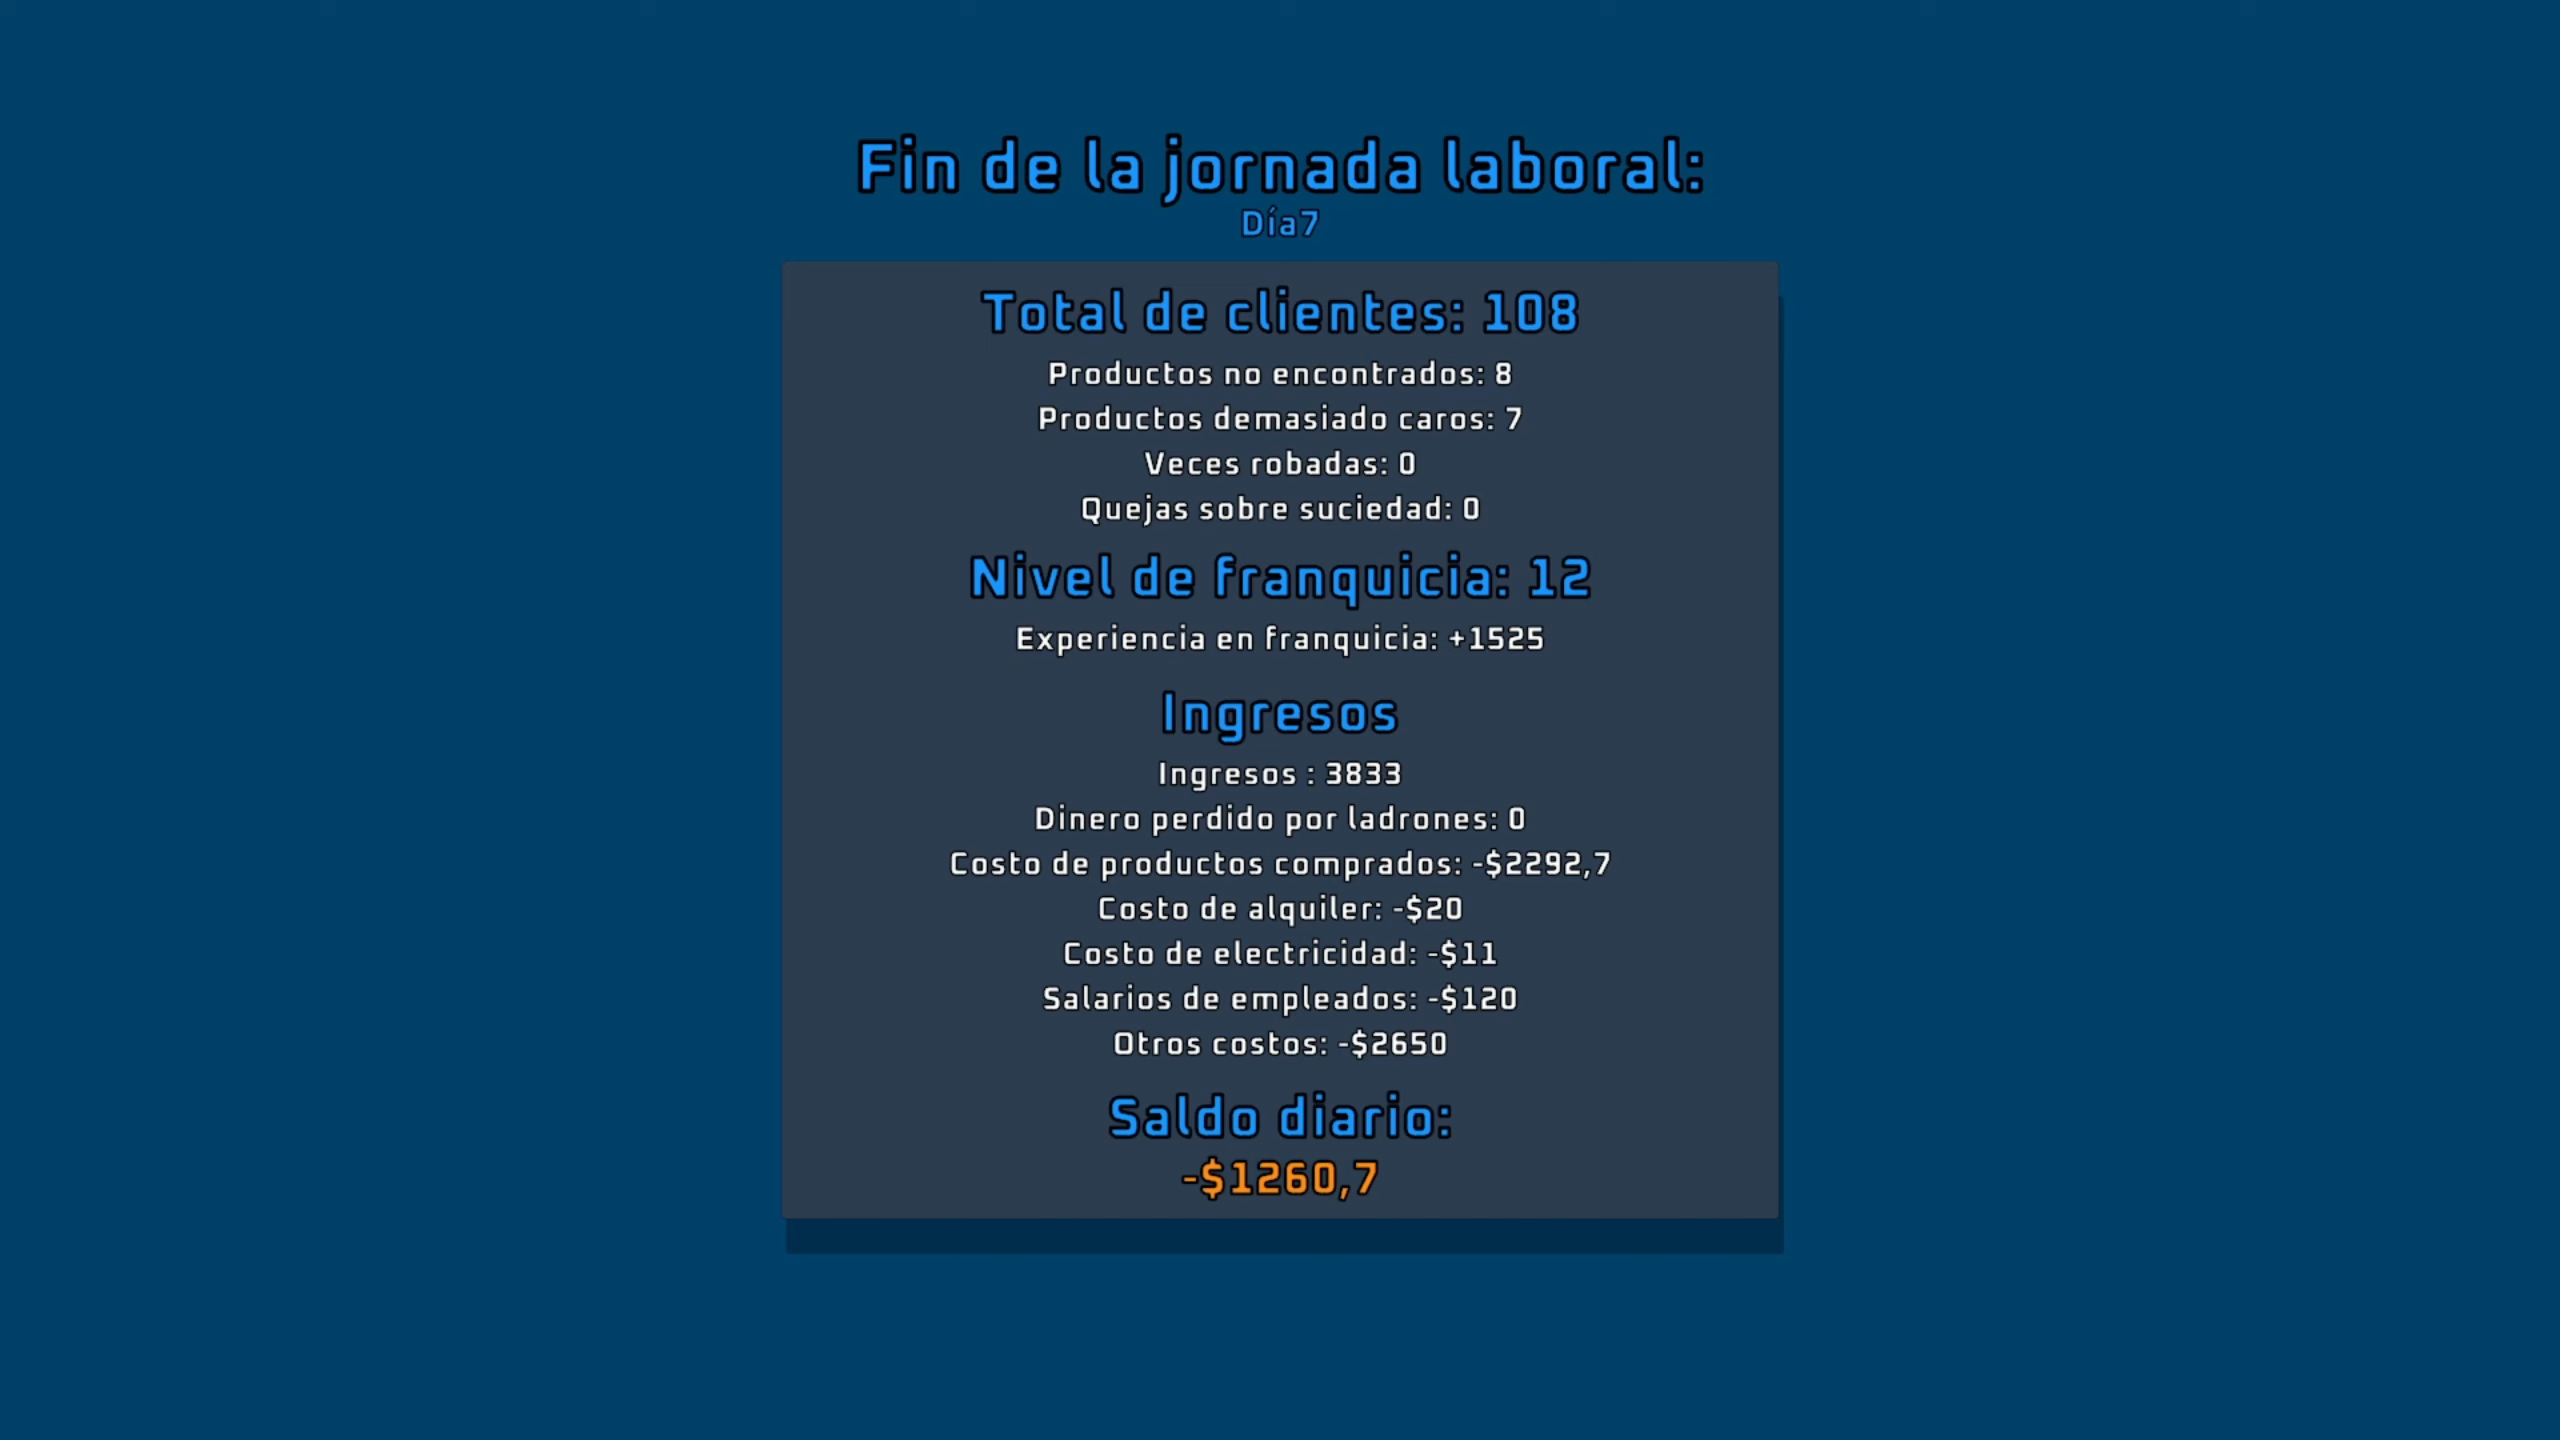 Fin de la jornada laboral:
Día7
Total de clientes: 108
Productos no encontrados: 8
Productos demasiado caros: 7
Veces robadas: 0
Quejas sobre suciedad: 0
Nivel de franquicia: 12
Experiencia en franquicia: +1525
Ingresos
Ingresos : 3833
Dinero perdido por ladrones: 0
Costo de productos comprados: -$2292,7
Costo de alquiler: -$20
Costo de electricidad: -$11
Salarios de empleados: -$120
Otros costos: -$2650
Saldo diario:
-$1260,7